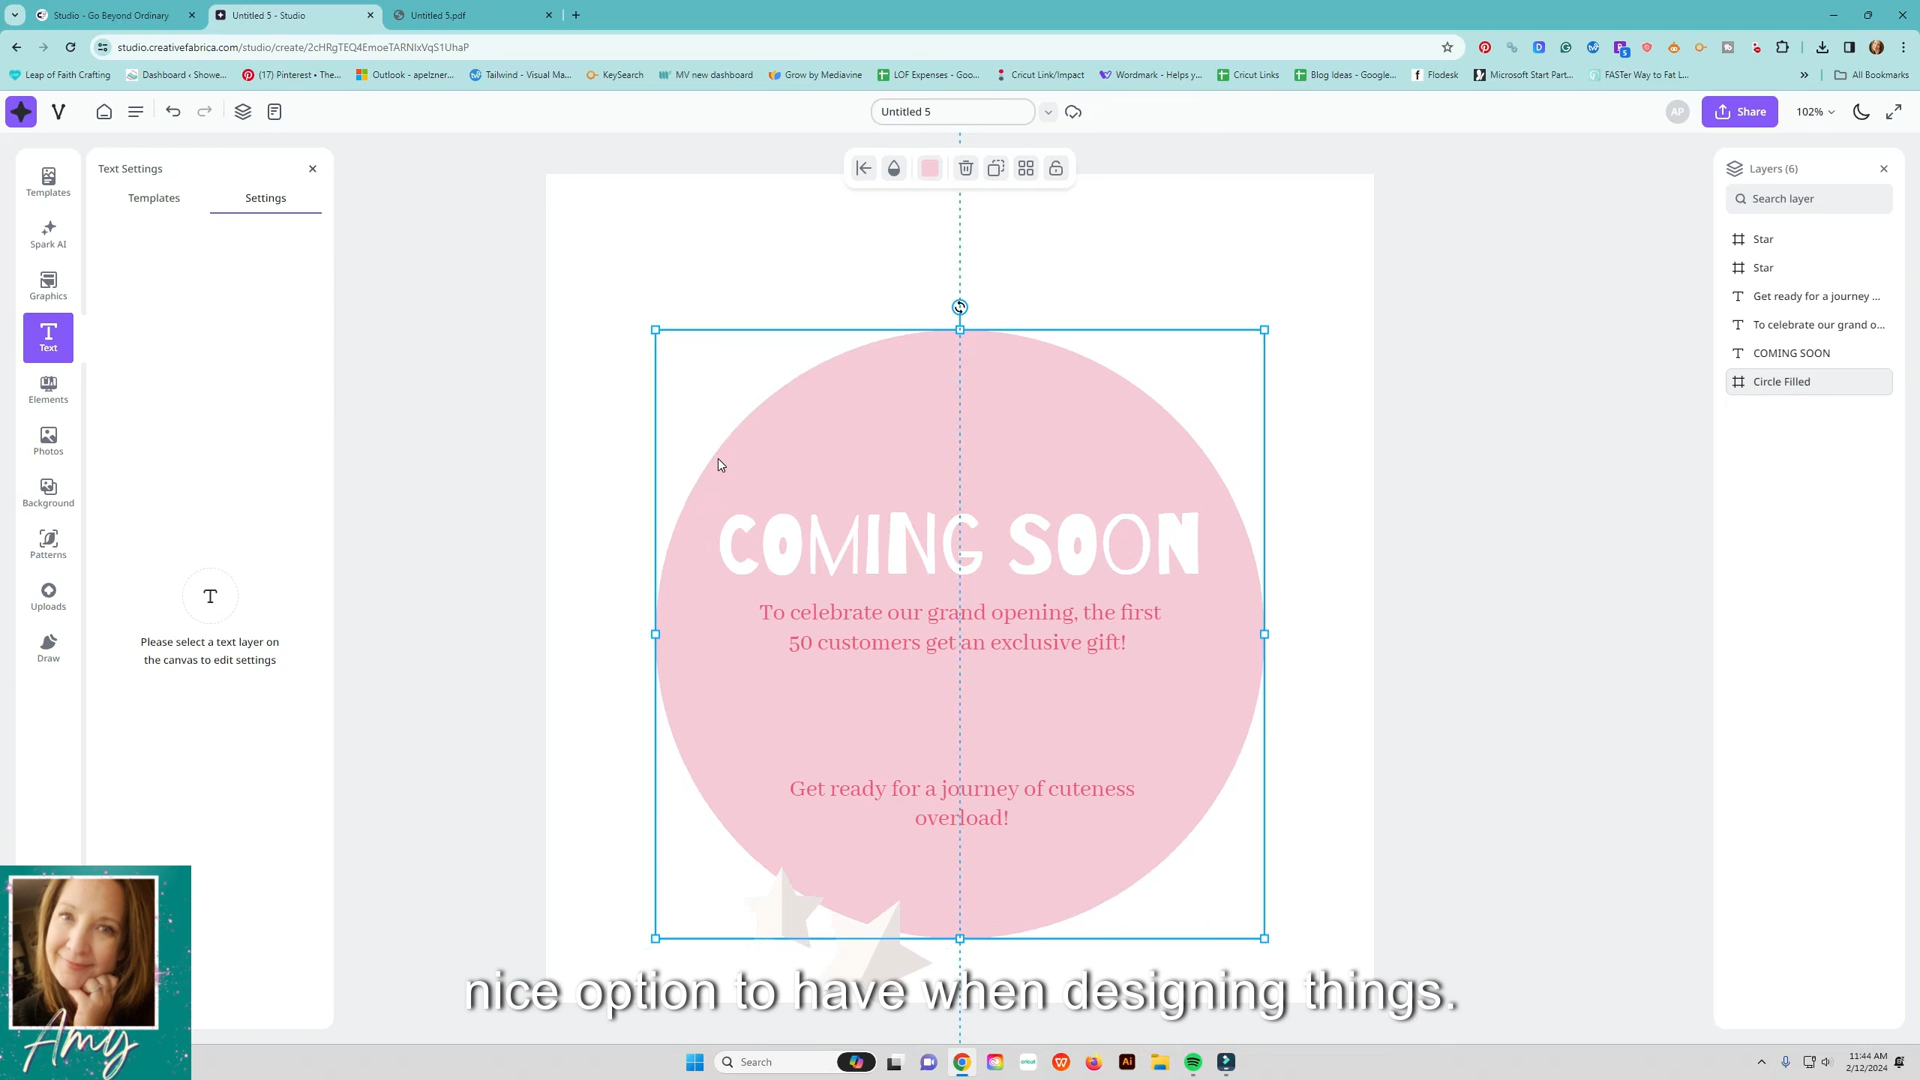 Studio - Go Beyond Ordinary
Untitled 5 - Studio
Untitled 5.pdf
studio.creativefabrica.com/studio/create/2cHRgTEQ4EmoeTARNlxVqS1UhaP
Leap of Faith Crafting
Dashboard ‹ Showe...
(17) Pinterest • The...
Outlook - apelzner...
Tailwind - Visual Ma...
KeySearch
MV new dashboard
Grow by Mediavine
LOF Expenses - Goo...
Cricut Link/Impact
Wordmark - Helps y...
Cricut Links
Blog Ideas - Google...
Flodesk
Microsoft Start Part...
FASTer Way to Fat L...
All Bookmarks
Untitled 5
AP
Share
102%
Templates
Spark AI
Graphics
Text
Elements
Photos
Background
Patterns
Uploads
Draw
Text Settings
Templates
Settings
Please select a text layer on
the canvas to edit settings
COMING SOON
To celebrate our grand opening, the first
50 customers get an exclusive gift!
Get ready for a journey of cuteness
overload!
Layers (6)
Search layer
Star
Star
Get ready for a journey ...
To celebrate our grand o...
COMING SOON
Circle Filled
nice option to have when designing things.
Amy
Search
11:44 AM
2/12/2024